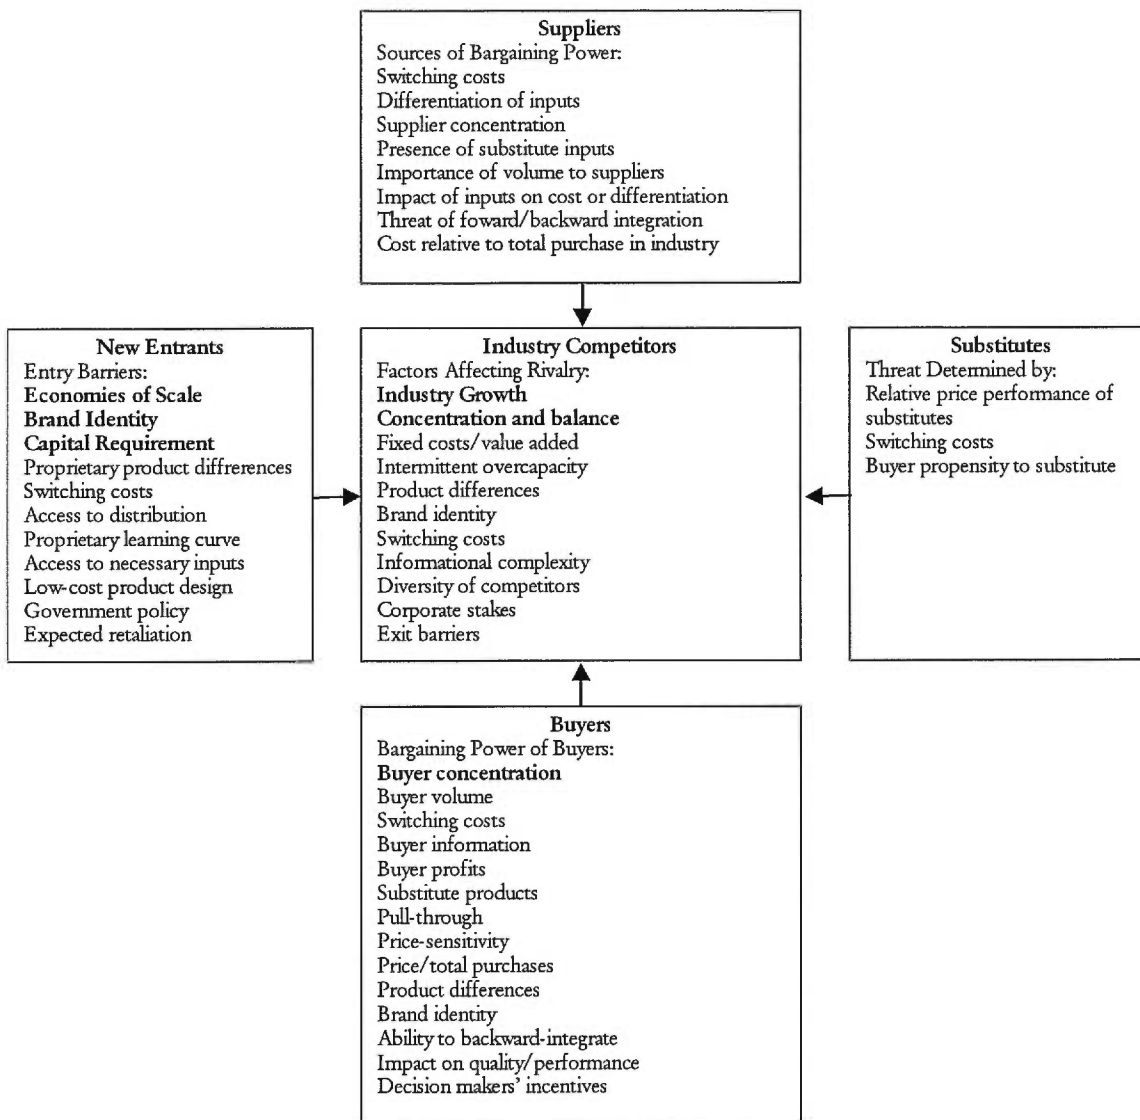 Suppliers
Sources of Bargaining Power:
Switching costs
Differentiation of inputs
Supplier concentration
Presence of substitute inputs
Importance of volume to suppliers
Impact of inputs on cost or differentiation
Threat of foward/backward integration
Cost relative to total purchase in industry
New Entrants
Entry Barriers:
Economies of Scale
Brand Identity
Capital Requirement
Proprietary product diffrerences
Switching costs
Access to distribution
Proprietary learning curve
Access to necessary inputs
Low-cost product design
Government policy
Expected retaliation
Industry Competitors
Factors Affecting Rivalry:
Industry Growth
Concentration and balance
Fixed costs/value added
Intermittent overcapacity
Product differences
Brand identity
Switching costs
Informational complexity
Diversity of competitors
Corporate stakes
Exit barriers
Substitutes
Threat Determined by:
Relative price performance of
substitutes
Switching costs
Buyer propensity to substitute
Buyers
Bargaining Power of Buyers:
Buyer concentration
Buyer volume
Switching costs
Buyer information
Buyer profits
Substitute products
Pull-through
Price-sensitivity
Price/total purchases
Product differences
Brand identity
Ability to backward-integrate
Impact on quality/performance
Decision makers' incentives